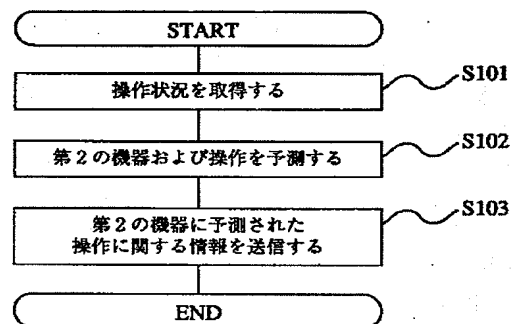 START
操作状況を取得する
S101
第2の機器および操作を予測する
S102
第2の機器に予測された
操作に関する情報を送信する
S103
END